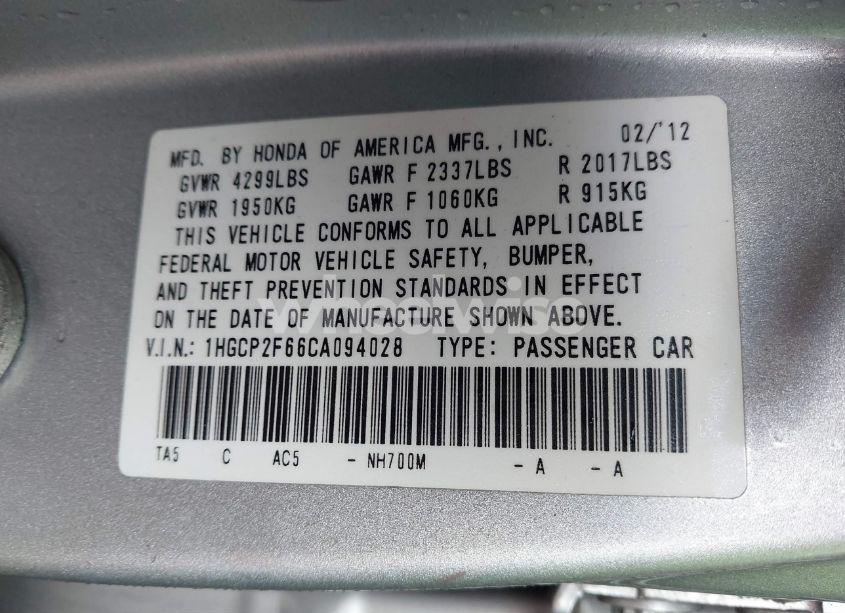 MFD. BY HONDA OF AMERICA MFG., INC. 02/'12
GVWR 4299LBS GAWR F 2337LBS R 2017LBS
GVWR 1950KG GAWR F 1060KG R 915KG
THIS VEHICLE CONFORMS TO ALL APPLICABLE
FEDERAL MOTOR VEHICLE SAFETY, BUMPER,
AND THEFT PREVENTION STANDARDS IN EFFECT
ON THE DATE OF MANUFACTURE SHOWN ABOVE.
wheelwise
V.I.N.: 1HGCP2F66CA094028 TYPE: PASSENGER CAR
TA5 C AC5 - NH700M - A - A